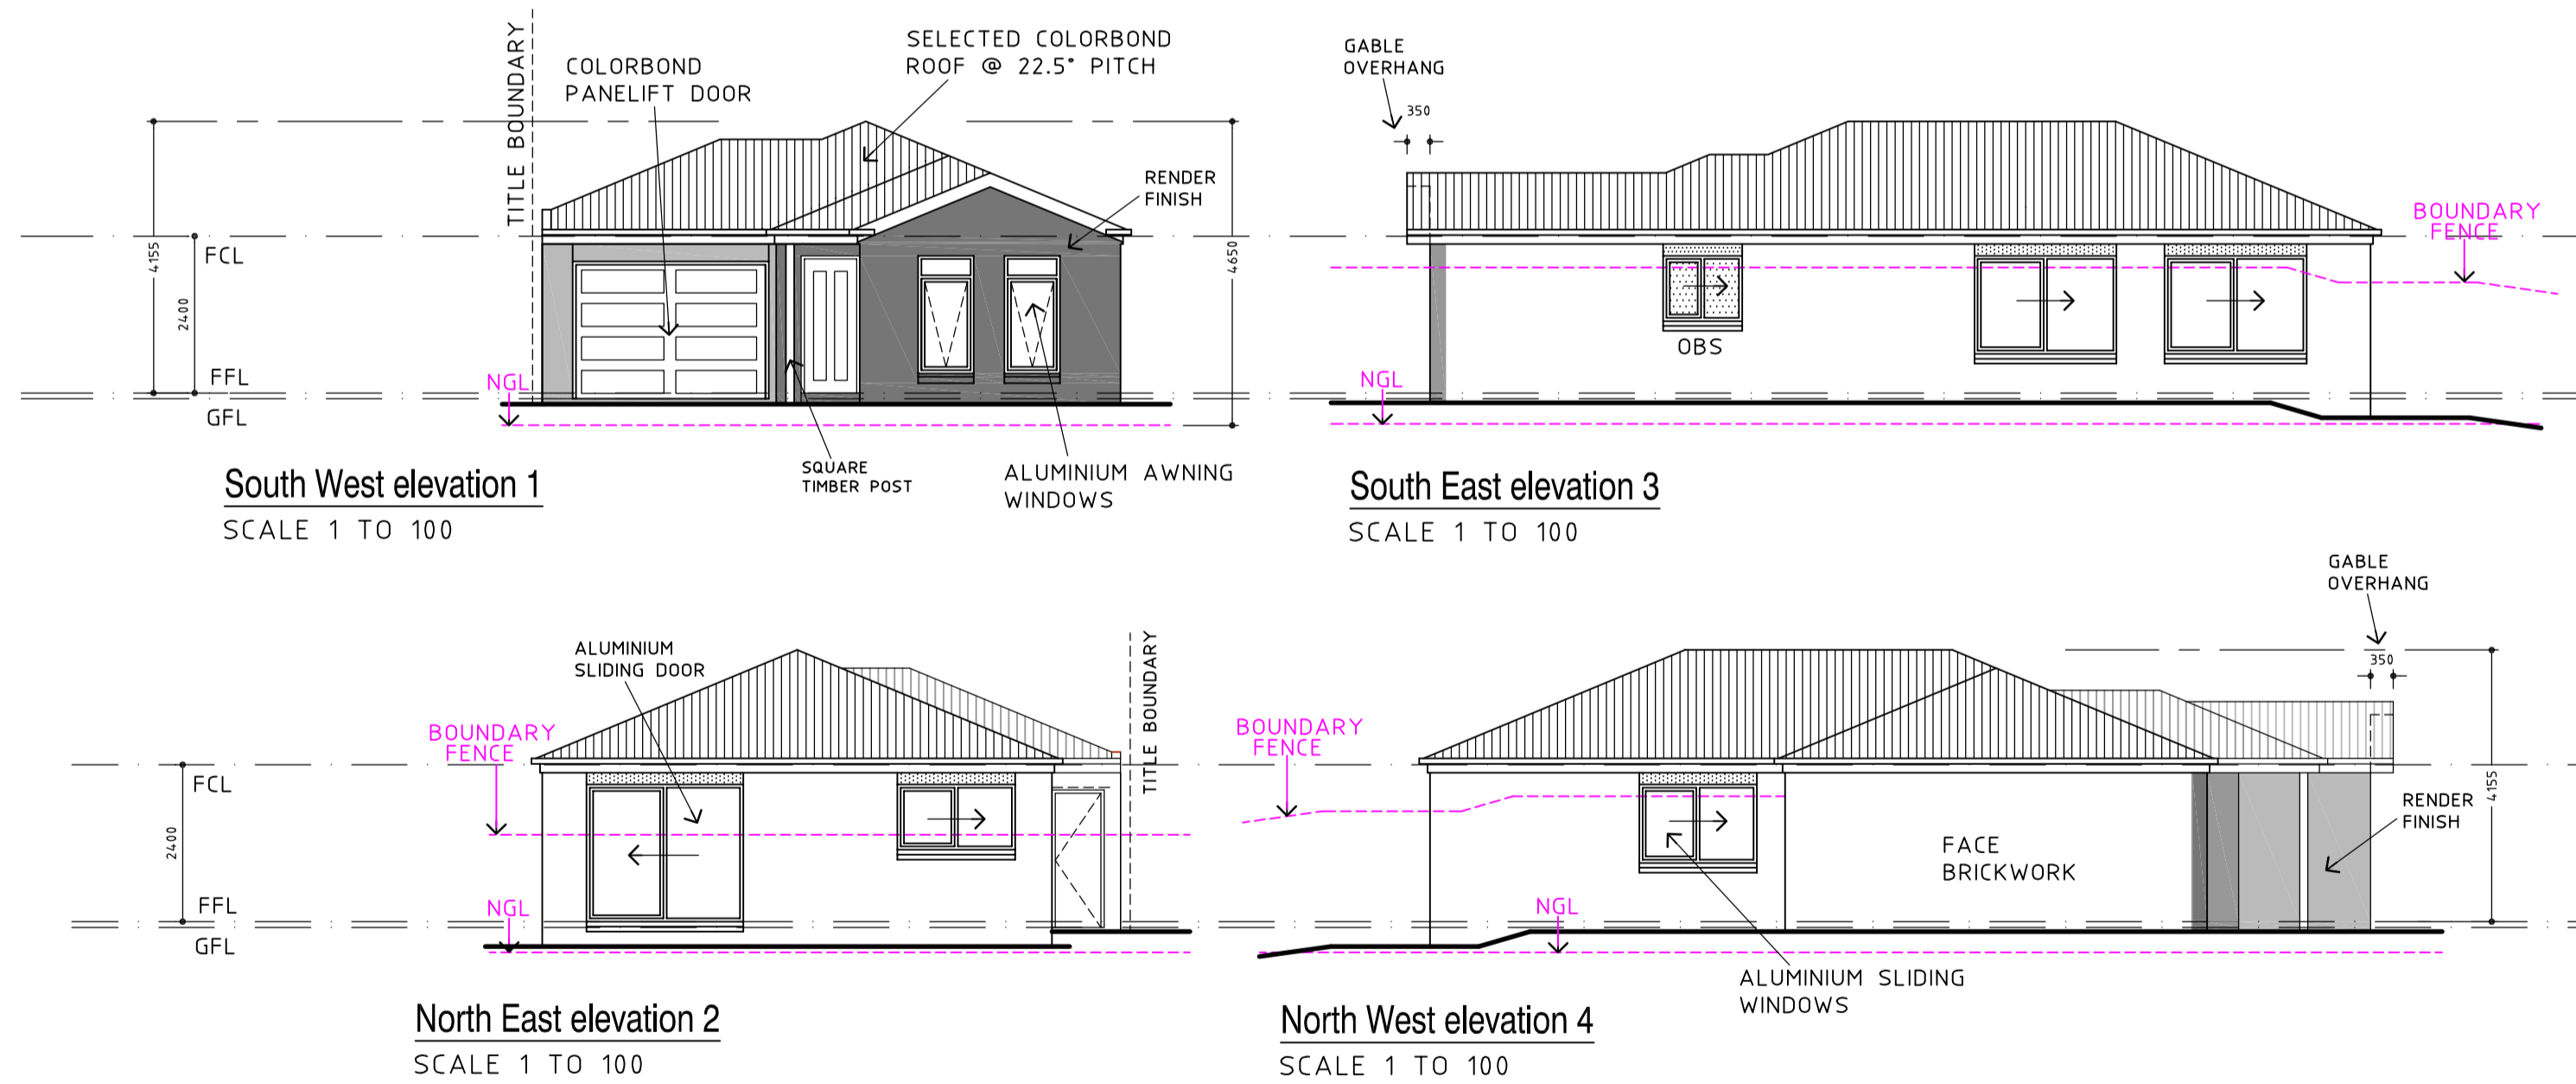 TITLE BOUNDARY
COLORBOND
PANELIFT DOOR
SELECTED COLORBOND
ROOF @ 22.5° PITCH
RENDER
FINISH
4155
2400
FCL
FFL
GFL
NGL
4650
SQUARE
TIMBER POST
ALUMINIUM AWNING
WINDOWS
South West elevation 1
SCALE 1 TO 100
GABLE
OVERHANG
350
BOUNDARY
FENCE
OBS
NGL
South East elevation 3
SCALE 1 TO 100
ALUMINIUM
SLIDING DOOR
TITLE BOUNDARY
BOUNDARY
FENCE
FCL
2400
FFL
GFL
NGL
North East elevation 2
SCALE 1 TO 100
GABLE
OVERHANG
350
BOUNDARY
FENCE
4155
RENDER
FINISH
FACE
BRICKWORK
NGL
ALUMINIUM SLIDING
WINDOWS
North West elevation 4
SCALE 1 TO 100